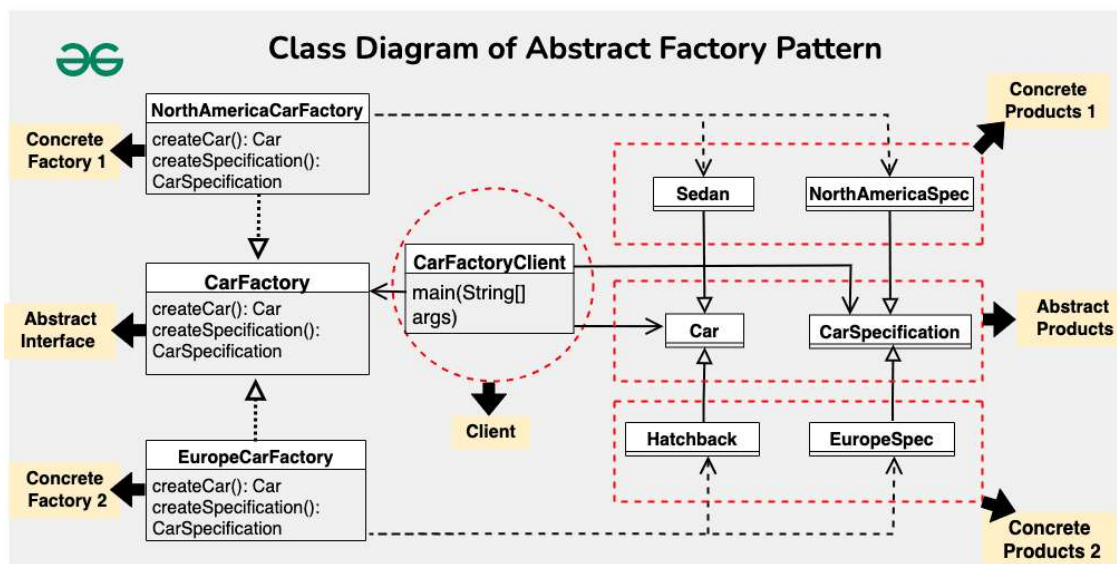 Class Diagram of Abstract Factory Pattern
NorthAmericaCarFactory
createCar(): Car
createSpecification():
CarSpecification
Concrete
Factory 1
Concrete
Products 1
Sedan
NorthAmericaSpec
CarFactory
createCar(): Car
createSpecification():
CarSpecification
Abstract
Interface
CarFactoryClient
main(String[]
args)
Client
Car
CarSpecification
Abstract
Products
EuropeCarFactory
createCar(): Car
createSpecification():
CarSpecification
Concrete
Factory 2
Hatchback
EuropeSpec
Concrete
Products 2